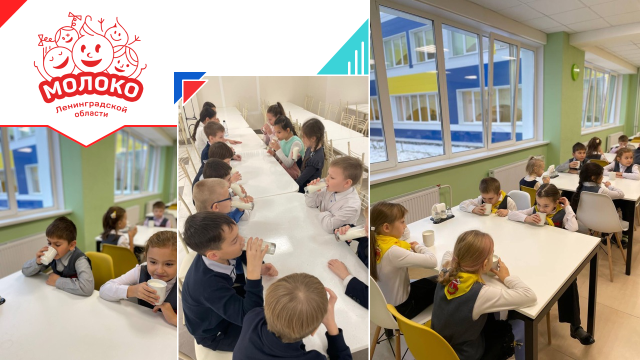 МОЛОКО
Ленинградской
области